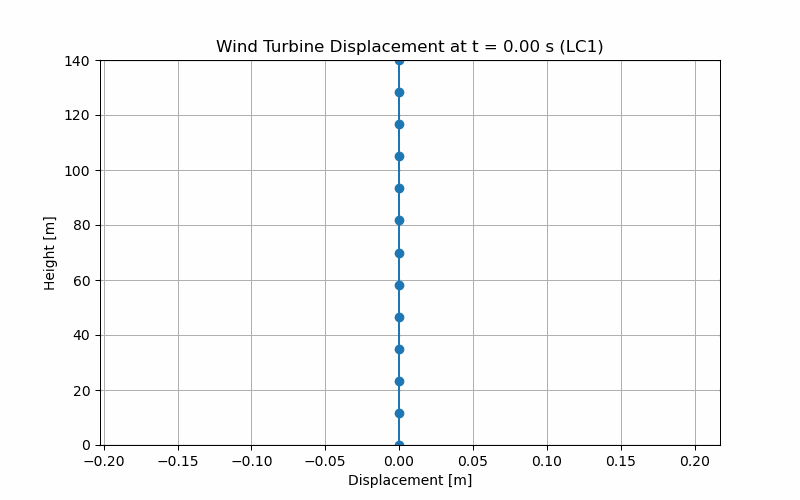 Wind Turbine Displacement at t = 0.00 s (LC1)
140
120
100
80
60
40
20
0
Height [m]
−0.20 −0.15 −0.10 −0.05 0.00 0.05 0.10 0.15 0.20
Displacement [m]